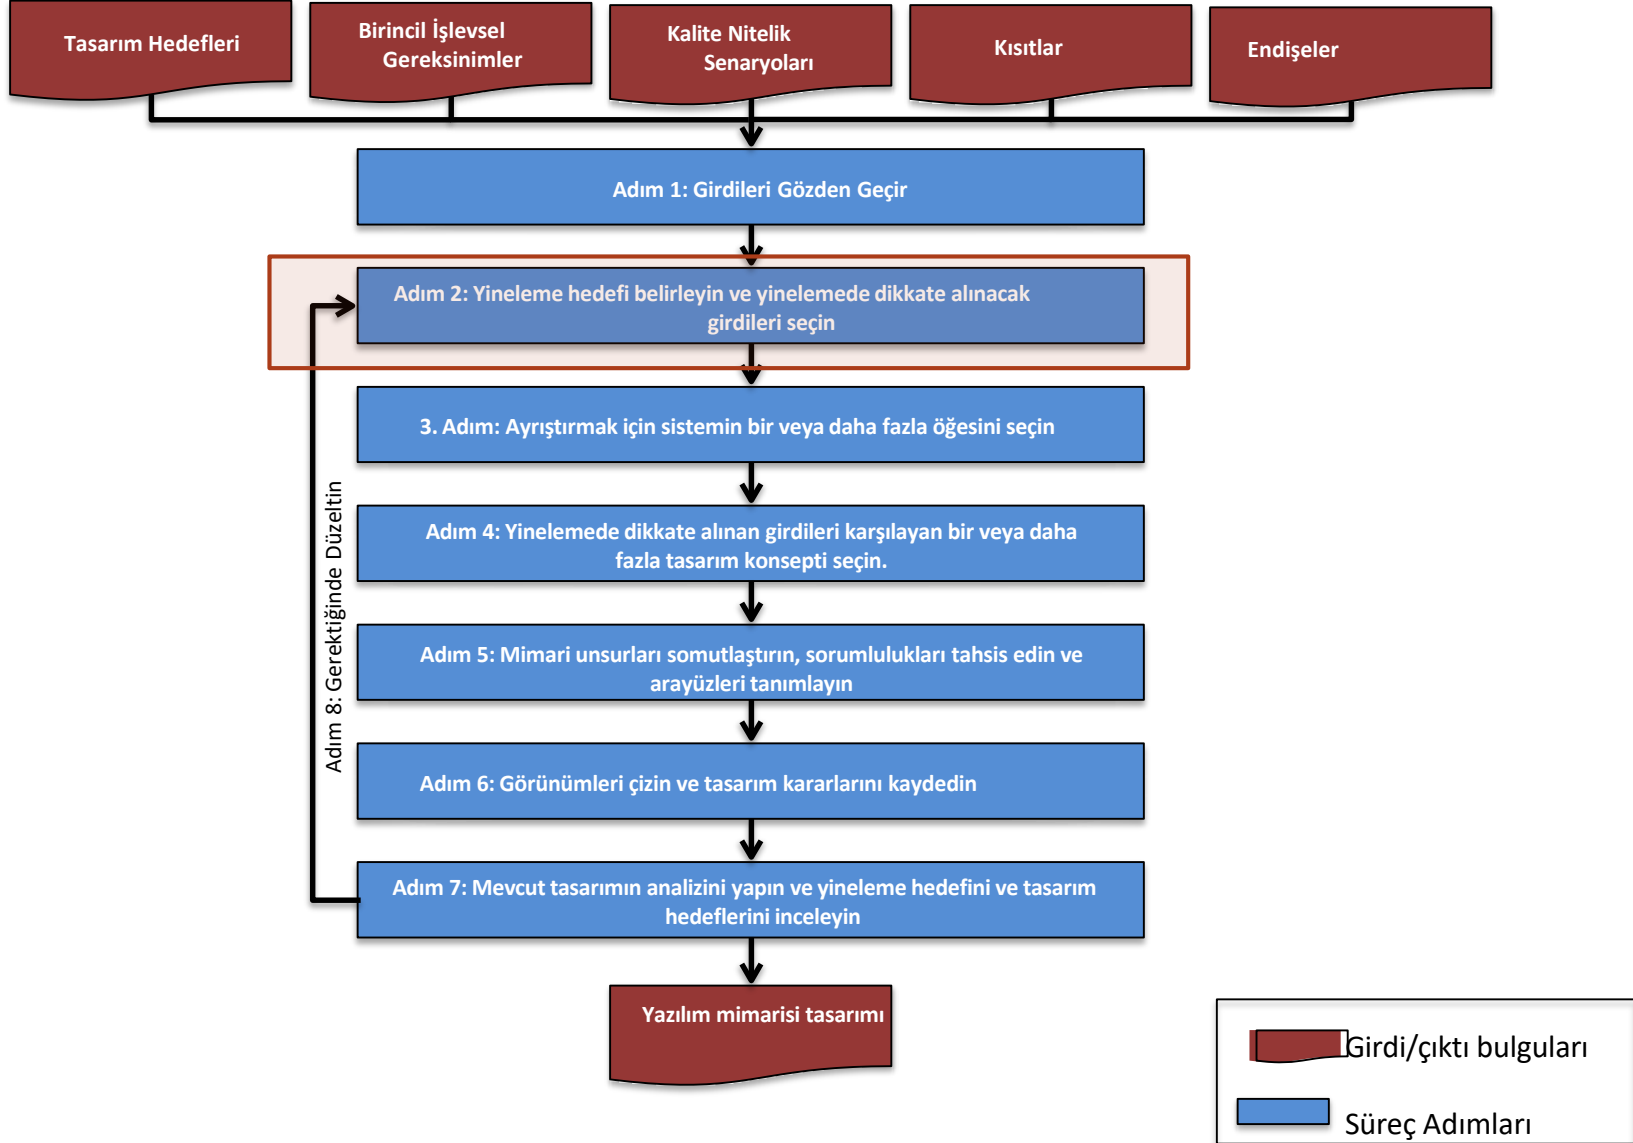 Tasarım Hedefleri
Birincil İşlevsel
Gereksinimler
Kalite Nitelik
Senaryoları
Kısıtlar
Endişeler
Adım 1: Girdileri Gözden Geçir
Adım 2: Yineleme hedefi belirleyin ve yinelemede dikkate alınacak
girdileri seçin
3. Adım: Ayrıştırmak için sistemin bir veya daha fazla öğesini seçin
Adım 4: Yinelemede dikkate alınan girdileri karşılayan bir veya daha
fazla tasarım konsepti seçin.
Adım 5: Mimari unsurları somutlaştırın, sorumlulukları tahsis edin ve
arayüzleri tanımlayın
Adım 6: Görünümleri çizin ve tasarım kararlarını kaydedin
Adım 7: Mevcut tasarımın analizini yapın ve yineleme hedefini ve tasarım
hedeflerini inceleyin
Adım 8: Gerektiğinde Düzeltin
Yazılım mimarisi tasarımı
Girdi/çıktı bulguları
Süreç Adımları